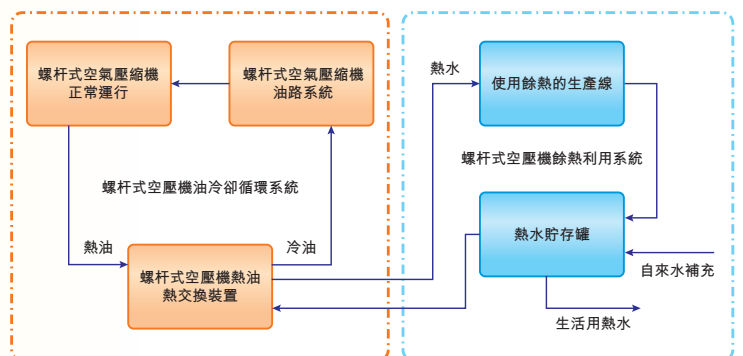 螺杆式空氣壓縮機
正常運行
螺杆式空氣壓縮機
油路系統
熱水
使用餘熱的生產線
螺杆式空壓機油冷卻循環系統
螺杆式空壓機餘熱利用系統
熱油
冷油
螺杆式空壓機熱油
熱交換裝置
熱水貯存罐
自來水補充
生活用熱水